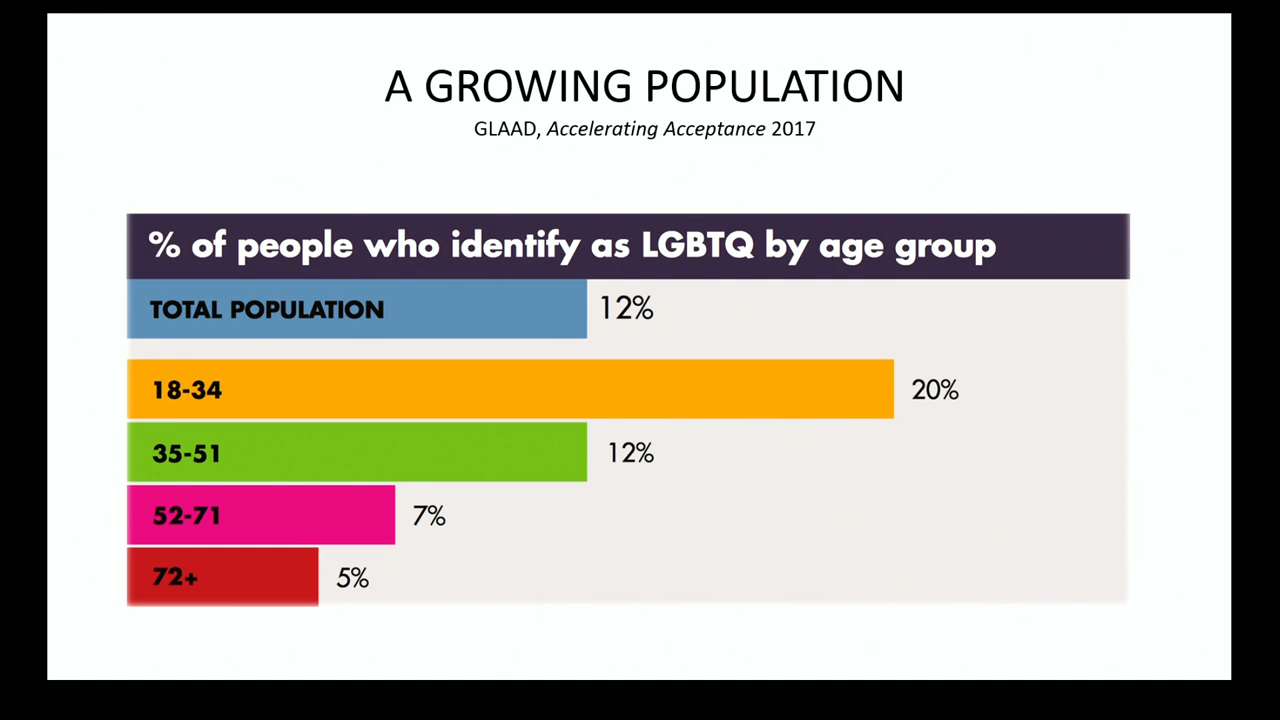 A GROWING POPULATION
GLAAD, Accelerating Acceptance 2017
% of people who identify as LGBTQ by age group
TOTAL POPULATION 12%
18-34 20%
35-51 12%
52-71 7%
72+ 5%